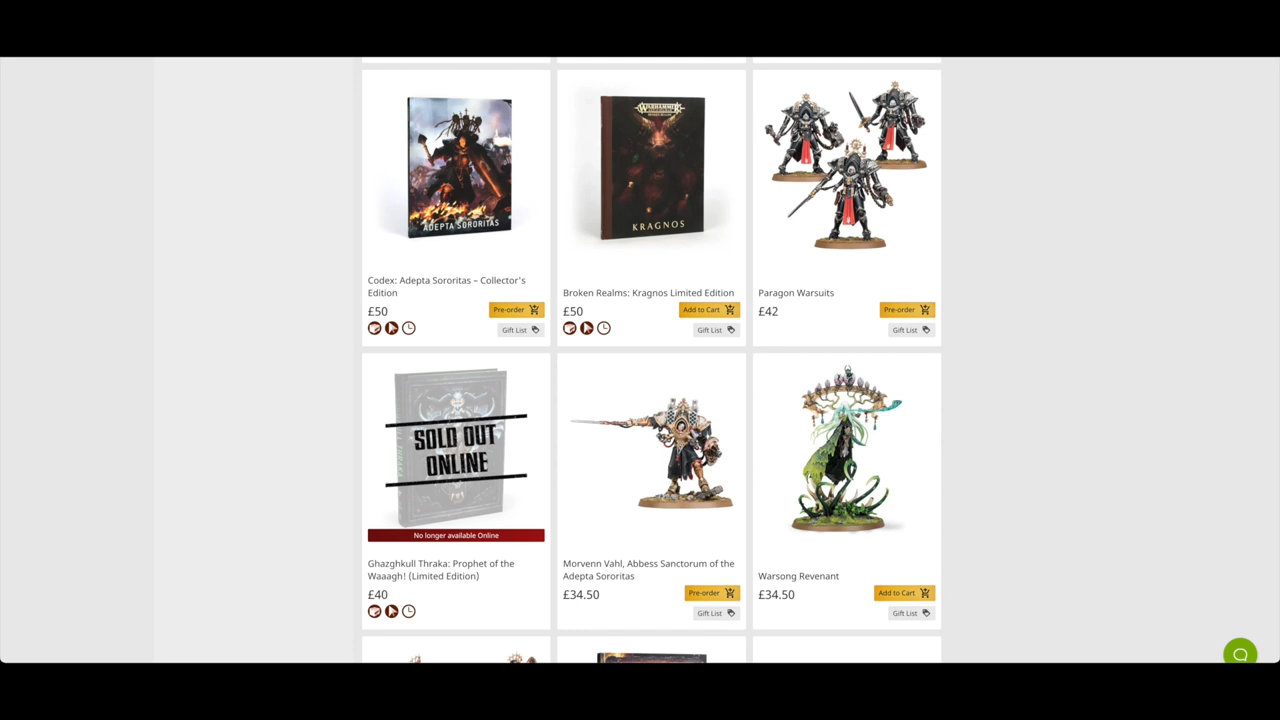 ADEPTA SORORITAS
WARHAMMER
KRAGNOS
Codex: Adepta Sororitas – Collector's
Edition
£50
Pre-order
Gift List
Broken Realms: Kragnos Limited Edition
£50
Add to Cart
Gift List
Paragon Warsuits
£42
Pre-order
Gift List
SOLD OUT
ONLINE
No longer available Online
Ghazghkull Thraka: Prophet of the
Waaagh! (Limited Edition)
£40
Morvenn Vahl, Abbess Sanctorum of the
Adepta Sororitas
£34.50
Pre-order
Gift List
Warsong Revenant
£34.50
Add to Cart
Gift List